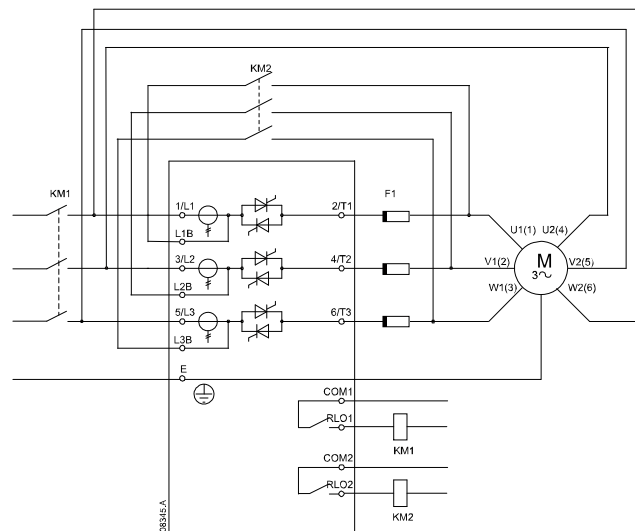 KM2
KM1
1/L1
2/T1
F1
L1B
U1(1) U2(4)
3/L2
4/T2
V1(2)
M
3~
V2(5)
L2B
W1(3)
W2(6)
5/L3
6/T3
L3B
E
COM1
RLO1
KM1
COM2
RLO2
KM2
08345.A